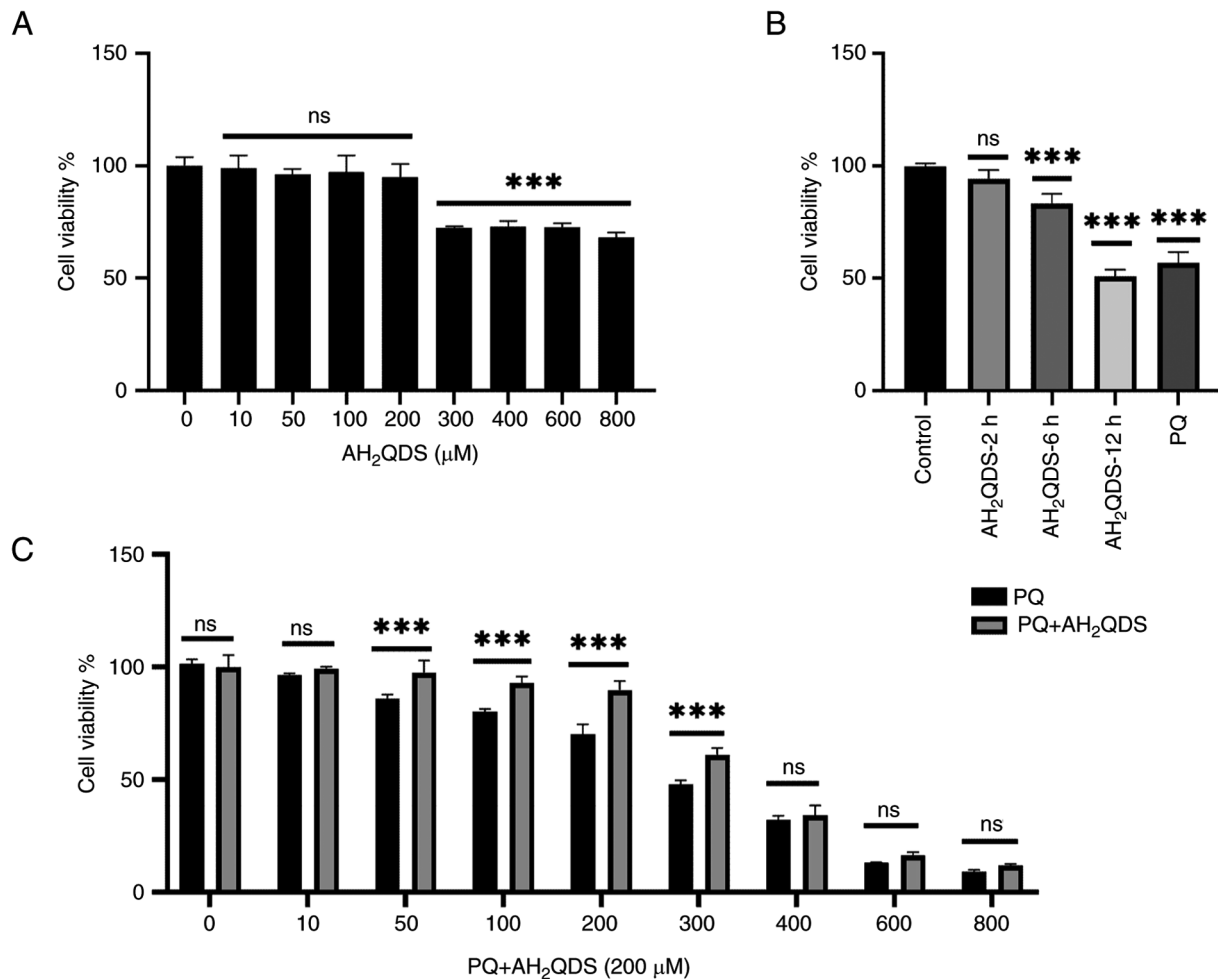 A
150
100
50
0
Cell viability %
ns
***
0 10 50 100 200 300 400 600 800
AH₂QDS (μM)
B
150
100
50
0
Cell viability %
ns
***
***
***
Control
AH₂QDS-2 h
AH₂QDS-6 h
AH₂QDS-12 h
PQ
C
150
100
50
0
Cell viability %
ns
ns
***
***
***
***
ns
ns
ns
PQ
PQ+AH₂QDS
0 10 50 100 200 300 400 600 800
PQ+AH₂QDS (200 μM)